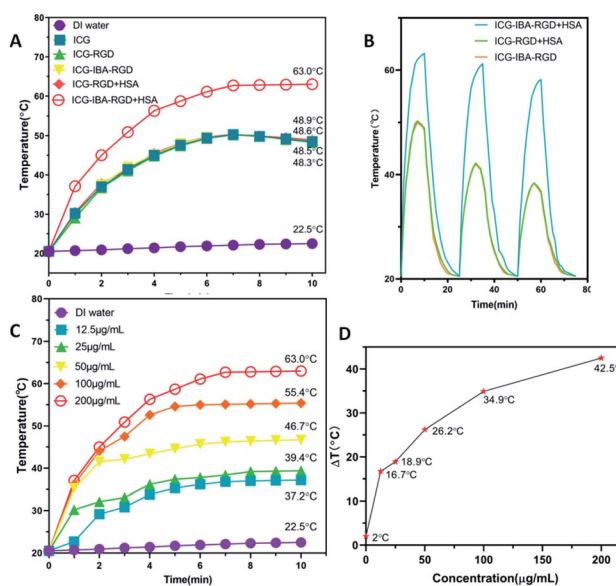 A
DI water
ICG
ICG-RGD
ICG-IBA-RGD
ICG-RGD+HSA
ICG-IBA-RGD+HSA
80
70
60
50
40
30
20
Temperature(°C)
63.0°C
48.9°C
48.6°C
48.5°C
48.3°C
22.5°C
0 2 4 6 8 10
B
ICG-IBA-RGD+HSA
ICG-RGD+HSA
ICG-IBA-RGD
60
40
20
Temperature(°C)
0 20 40 60 80
Time(min)
C
DI water
12.5μg/mL
25μg/mL
50μg/mL
100μg/mL
200μg/mL
80
70
60
50
40
30
20
Temperature(°C)
63.0°C
55.4°C
46.7°C
39.4°C
37.2°C
22.5°C
0 2 4 6 8 10
Time(min)
D
50
40
30
20
10
0
ΔT(°C)
2°C
16.7°C
18.9°C
26.2°C
34.9°C
42.5°
0 50 100 150 200
Concentration(μg/mL)